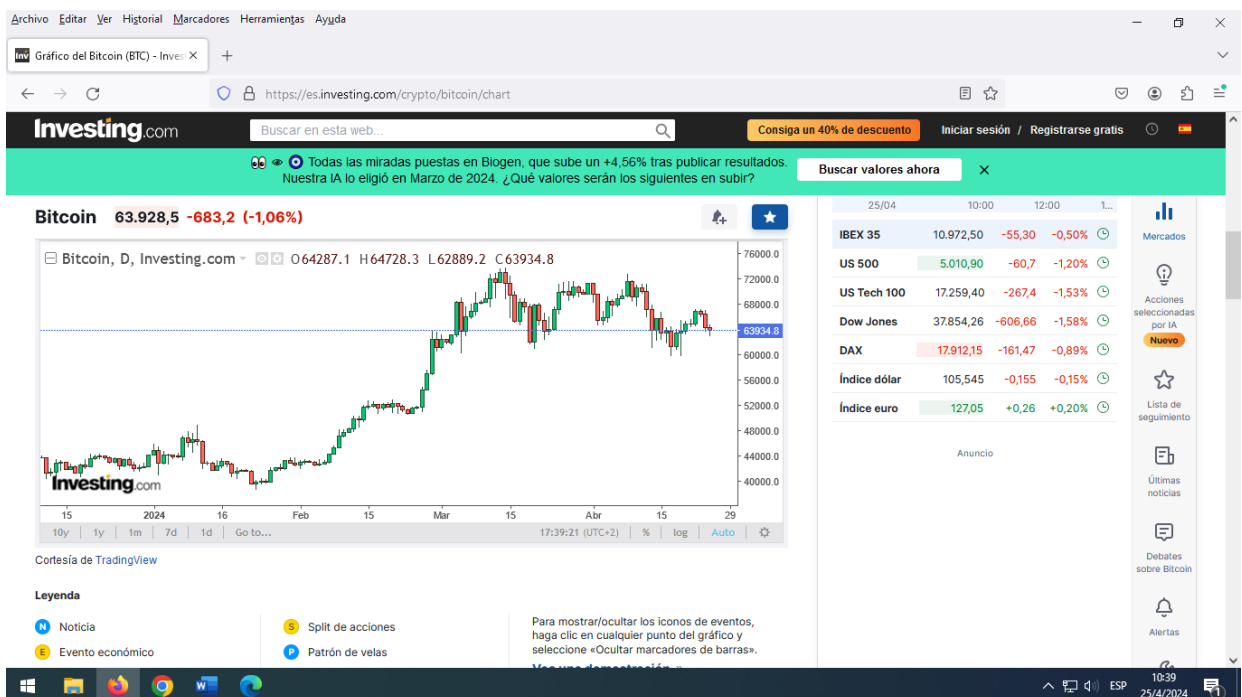 Archivo Editar Ver Historial Marcadores Herramientas Ayuda
Gráfico del Bitcoin (BTC) - Inves
https://es.investing.com/crypto/bitcoin/chart
Investing.com
Buscar en esta web...
Consiga un 40% de descuento
Iniciar sesión / Registrarse gratis
Todas las miradas puestas en Biogen, que sube un +4,56% tras publicar resultados.
Nuestra IA lo eligió en Marzo de 2024. ¿Qué valores serán los siguientes en subir?
Buscar valores ahora
Bitcoin 63.928,5 -683,2 (-1,06%)
Bitcoin, D, Investing.com O64287.1 H64728.3 L62889.2 C63934.8
76000.0
72000.0
68000.0
63934.8
60000.0
56000.0
52000.0
48000.0
44000.0
40000.0
Investing.com
15 2024 16 Feb 15 Mar 15 Abr 15 29
10y 1y 1m 7d 1d Go to... 17:39:21 (UTC+2) % log Auto
Cortesía de TradingView
Leyenda
N Noticia
E Evento económico
S Split de acciones
P Patrón de velas
Para mostrar/ocultar los iconos de eventos,
haga clic en cualquier punto del gráfico y
seleccione «Ocultar marcadores de barras».
25/04 10:00 12:00 1...
IBEX 35 10.972,50 -55,30 -0,50%
US 500 5.010,90 -60,7 -1,20%
US Tech 100 17.259,40 -267,4 -1,53%
Dow Jones 37.854,26 -606,66 -1,58%
DAX 17.912,15 -161,47 -0,89%
Índice dólar 105,545 -0,155 -0,15%
Índice euro 127,05 +0,26 +0,20%
Anuncio
Mercados
Acciones
seleccionadas
por IA
Nuevo
Lista de
seguimiento
Últimas
noticias
Debates
sobre Bitcoin
Alertas
ESP
10:39
25/4/2024